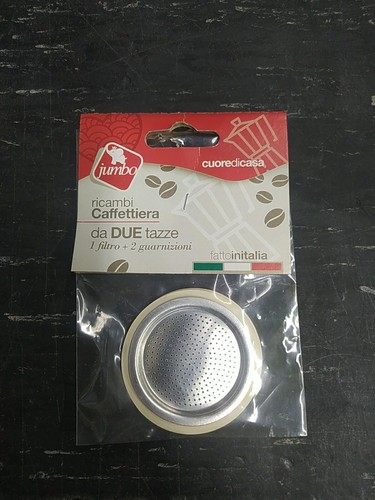 jumbo
cuoredicasa
ricambi
Caffettiera
da DUE tazze
1 filtro + 2 guarnizioni
fattoinitalia